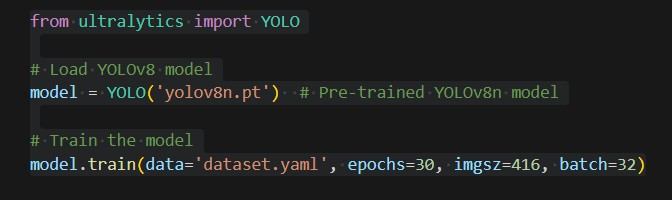 from ultralytics import YOLO
# Load YOLOv8 model
model = YOLO('yolov8n.pt')  # Pre-trained YOLOv8n model
# Train the model
model.train(data='dataset.yaml', epochs=30, imgsz=416, batch=32)